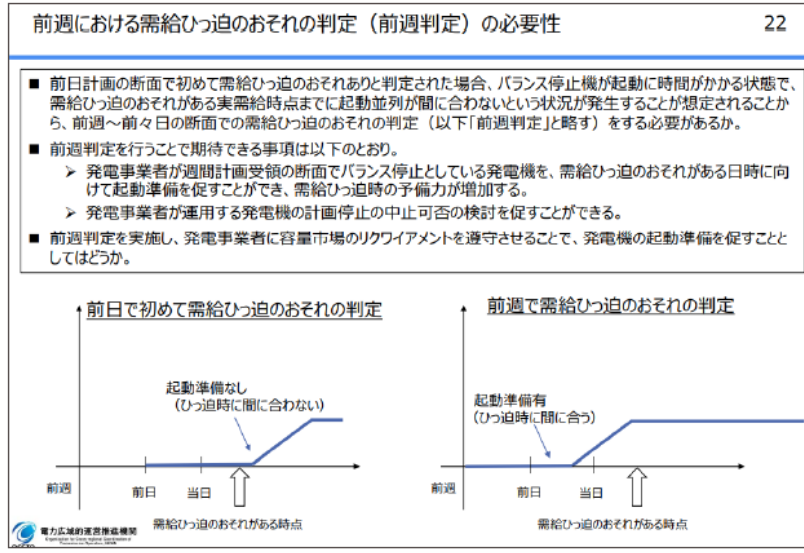 前週における需給ひっ迫のおそれの判定（前週判定）の必要性
22
■ 前日計画の断面で初めて需給ひっ迫のおそれありと判定された場合、バランス停止機が起動に時間がかかる状態で、
需給ひっ迫のおそれがある実需給時点までに起動並列が間に合わないという状況が発生することが想定されることか
ら、前週～前々日の断面での需給ひっ迫のおそれの判定（以下「前週判定」と略す）をする必要があるか。
■ 前週判定を行うことで期待できる事項は以下のとおり。
➢ 発電事業者が週間計画受領の断面でバランス停止としている発電機を、需給ひっ迫のおそれがある日時に向
けて起動準備を促すことができ、需給ひっ迫時の予備力が増加する。
➢ 発電事業者が運用する発電機の計画停止の中止可否の検討を促すことができる。
■ 前週判定を実施し、発電事業者に容量市場のリクワイアメントを遵守させることで、発電機の起動準備を促すことと
してはどうか。
前日で初めて需給ひっ迫のおそれの判定
起動準備なし
（ひっ迫時に間に合わない）
前週
前日
当日
需給ひっ迫のおそれがある時点
前週で需給ひっ迫のおそれの判定
起動準備有
（ひっ迫時に間に合う）
前週
前日
当日
需給ひっ迫のおそれがある時点
電力広域的運営推進機関